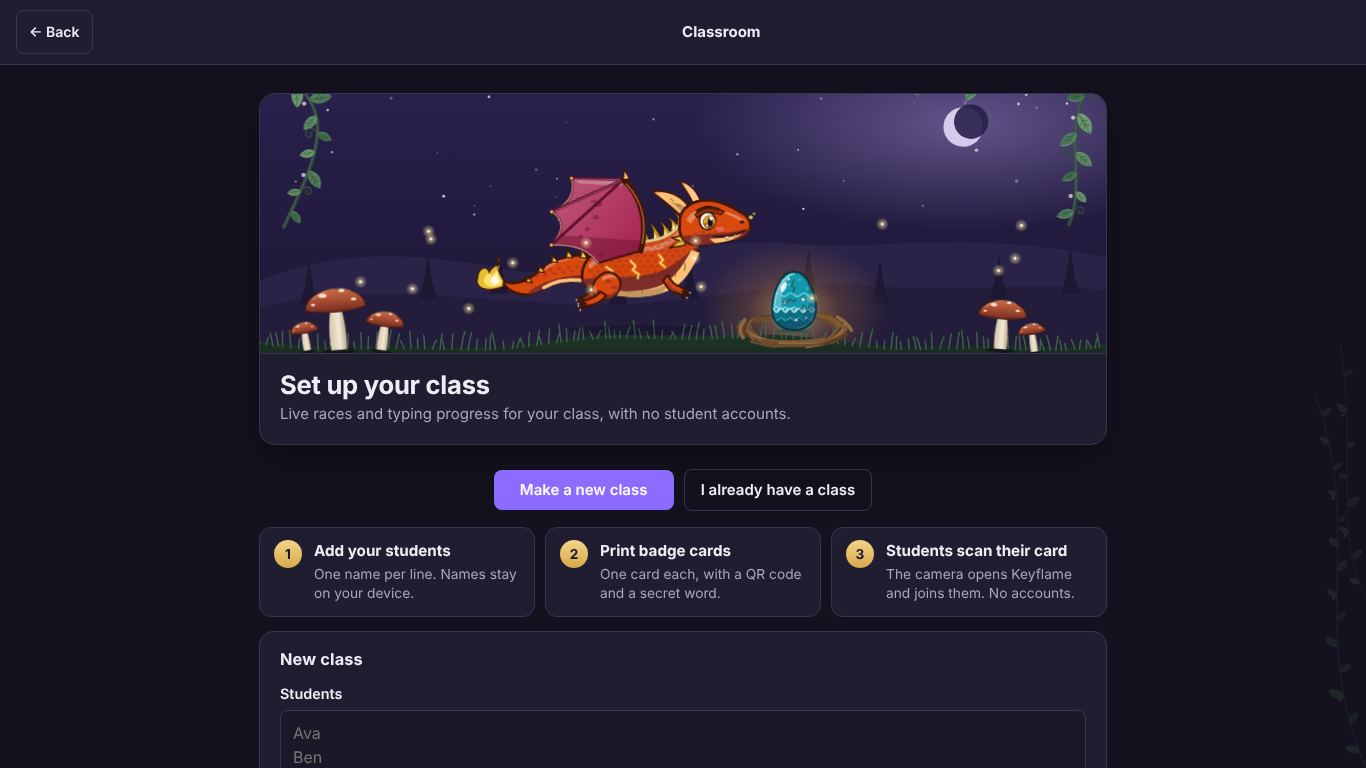 ← Back
Classroom
Set up your class
Live races and typing progress for your class, with no student accounts.
Make a new class
I already have a class
1
Add your students
One name per line. Names stay
on your device.
2
Print badge cards
One card each, with a QR code
and a secret word.
3
Students scan their card
The camera opens Keyflame
and joins them. No accounts.
New class
Students
Ava
Ben